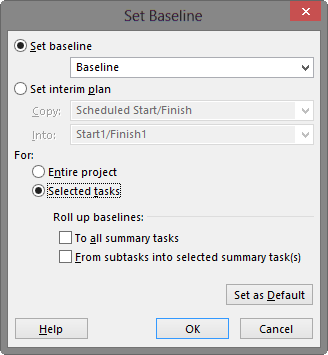 Set Baseline
Set baseline
Baseline
Set interim plan
Copy: Scheduled Start/Finish
Into: Start1/Finish1
For:
Entire project
Selected tasks
Roll up baselines:
To all summary tasks
From subtasks into selected summary task(s)
Set as Default
Help OK Cancel